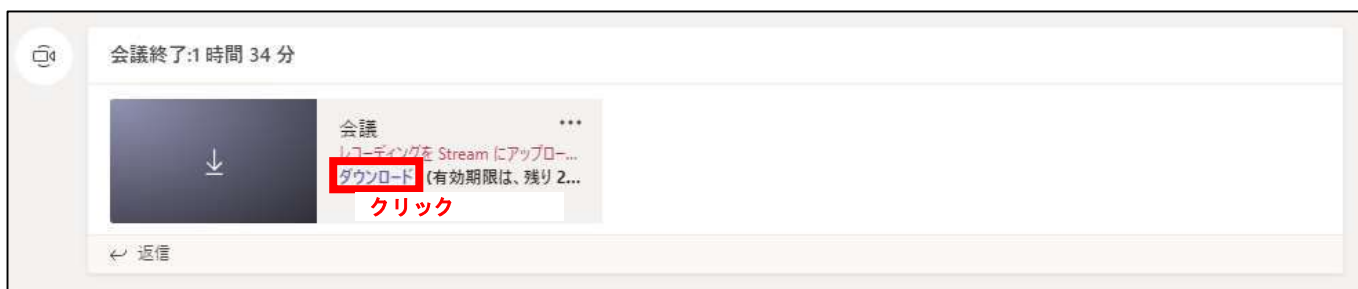 会議終了:1 時間 34 分
会議
レコーディングを Stream にアップロー...
ダウンロード (有効期限は、残り 2...
クリック
返信